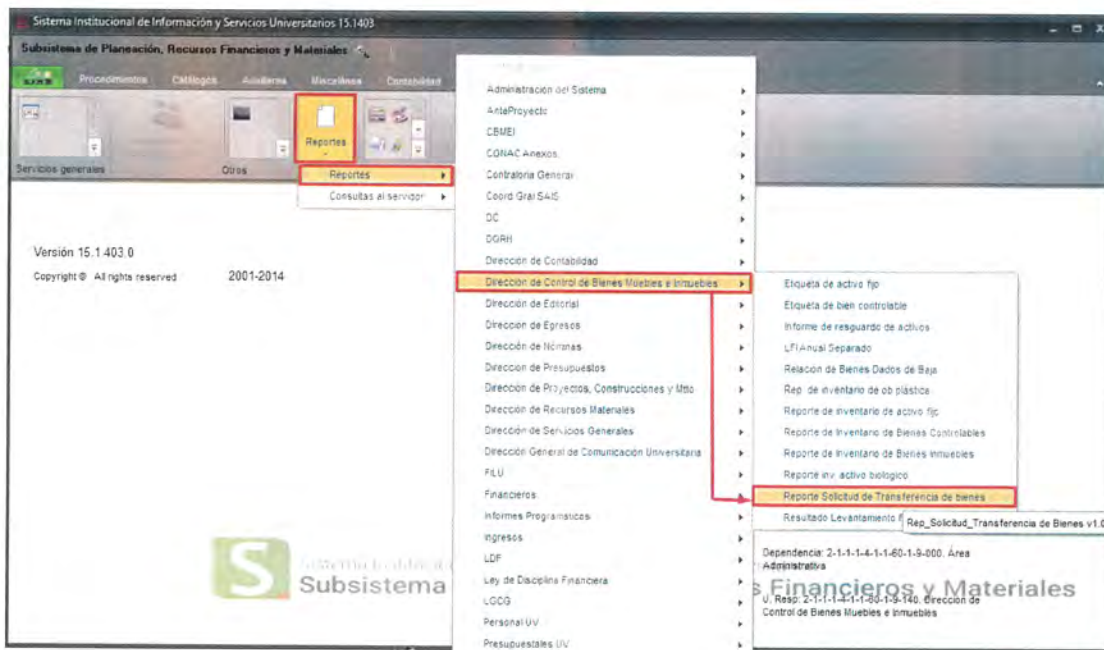 Sistema Institucional de Información y Servicios Universitarios 15.1403
Subsistema de Planeación, Recursos Financieros y Materiales
Procedimientos Catálogos Auxiliares Miscelánea Contabilidad
Reportes
Servicios generales
Otros
Reportes
Consultas al servidor
Versión 15.1.403.0
Copyright © All rights reserved 2001-2014
Administración del Sistema
AnteProyecto
CBMEI
CONAC Anexos
Contraloria General
Coord Gral SAIS
DC
DGRH
Dirección de Contabilidad
Dirección de Control de Bienes Muebles e Inmuebles
Dirección de Editorial
Dirección de Egresos
Dirección de Nóminas
Dirección de Presupuestos
Dirección de Proyectos, Construcciones y Mtto
Dirección de Recursos Materiales
Dirección de Servicios Generales
Dirección General de Comunicación Universitaria
FILU
Financieros
Informes Programáticos
Ingresos
LDF
Ley de Disciplina Financiera
LGCG
Personal UV
Presupuestales UV
Etiqueta de activo fijo
Etiqueta de bien controlable
Informe de resguardo de activos
LFI Anual Separado
Relación de Bienes Dados de Baja
Rep. de inventario de ob plástica
Reporte de inventario de activo fijo
Reporte de Inventario de Bienes Controlables
Reporte de Inventario de Bienes Inmuebles
Reporte inv. activo biologico
Reporte Solicitud de Transferencia de bienes
Resultado Levantamiento
Rep_Solicitud_Transferencia de Bienes v1.0
Dependencia: 2-1-1-1-4-1-1-60-1-9-000. Área
Administrativa
U. Resp: 2-1-1-1-4-1-1-60-1-9-140. Dirección de
Control de Bienes Muebles e Inmuebles
S
Subsistema
s Financieros y Materiales